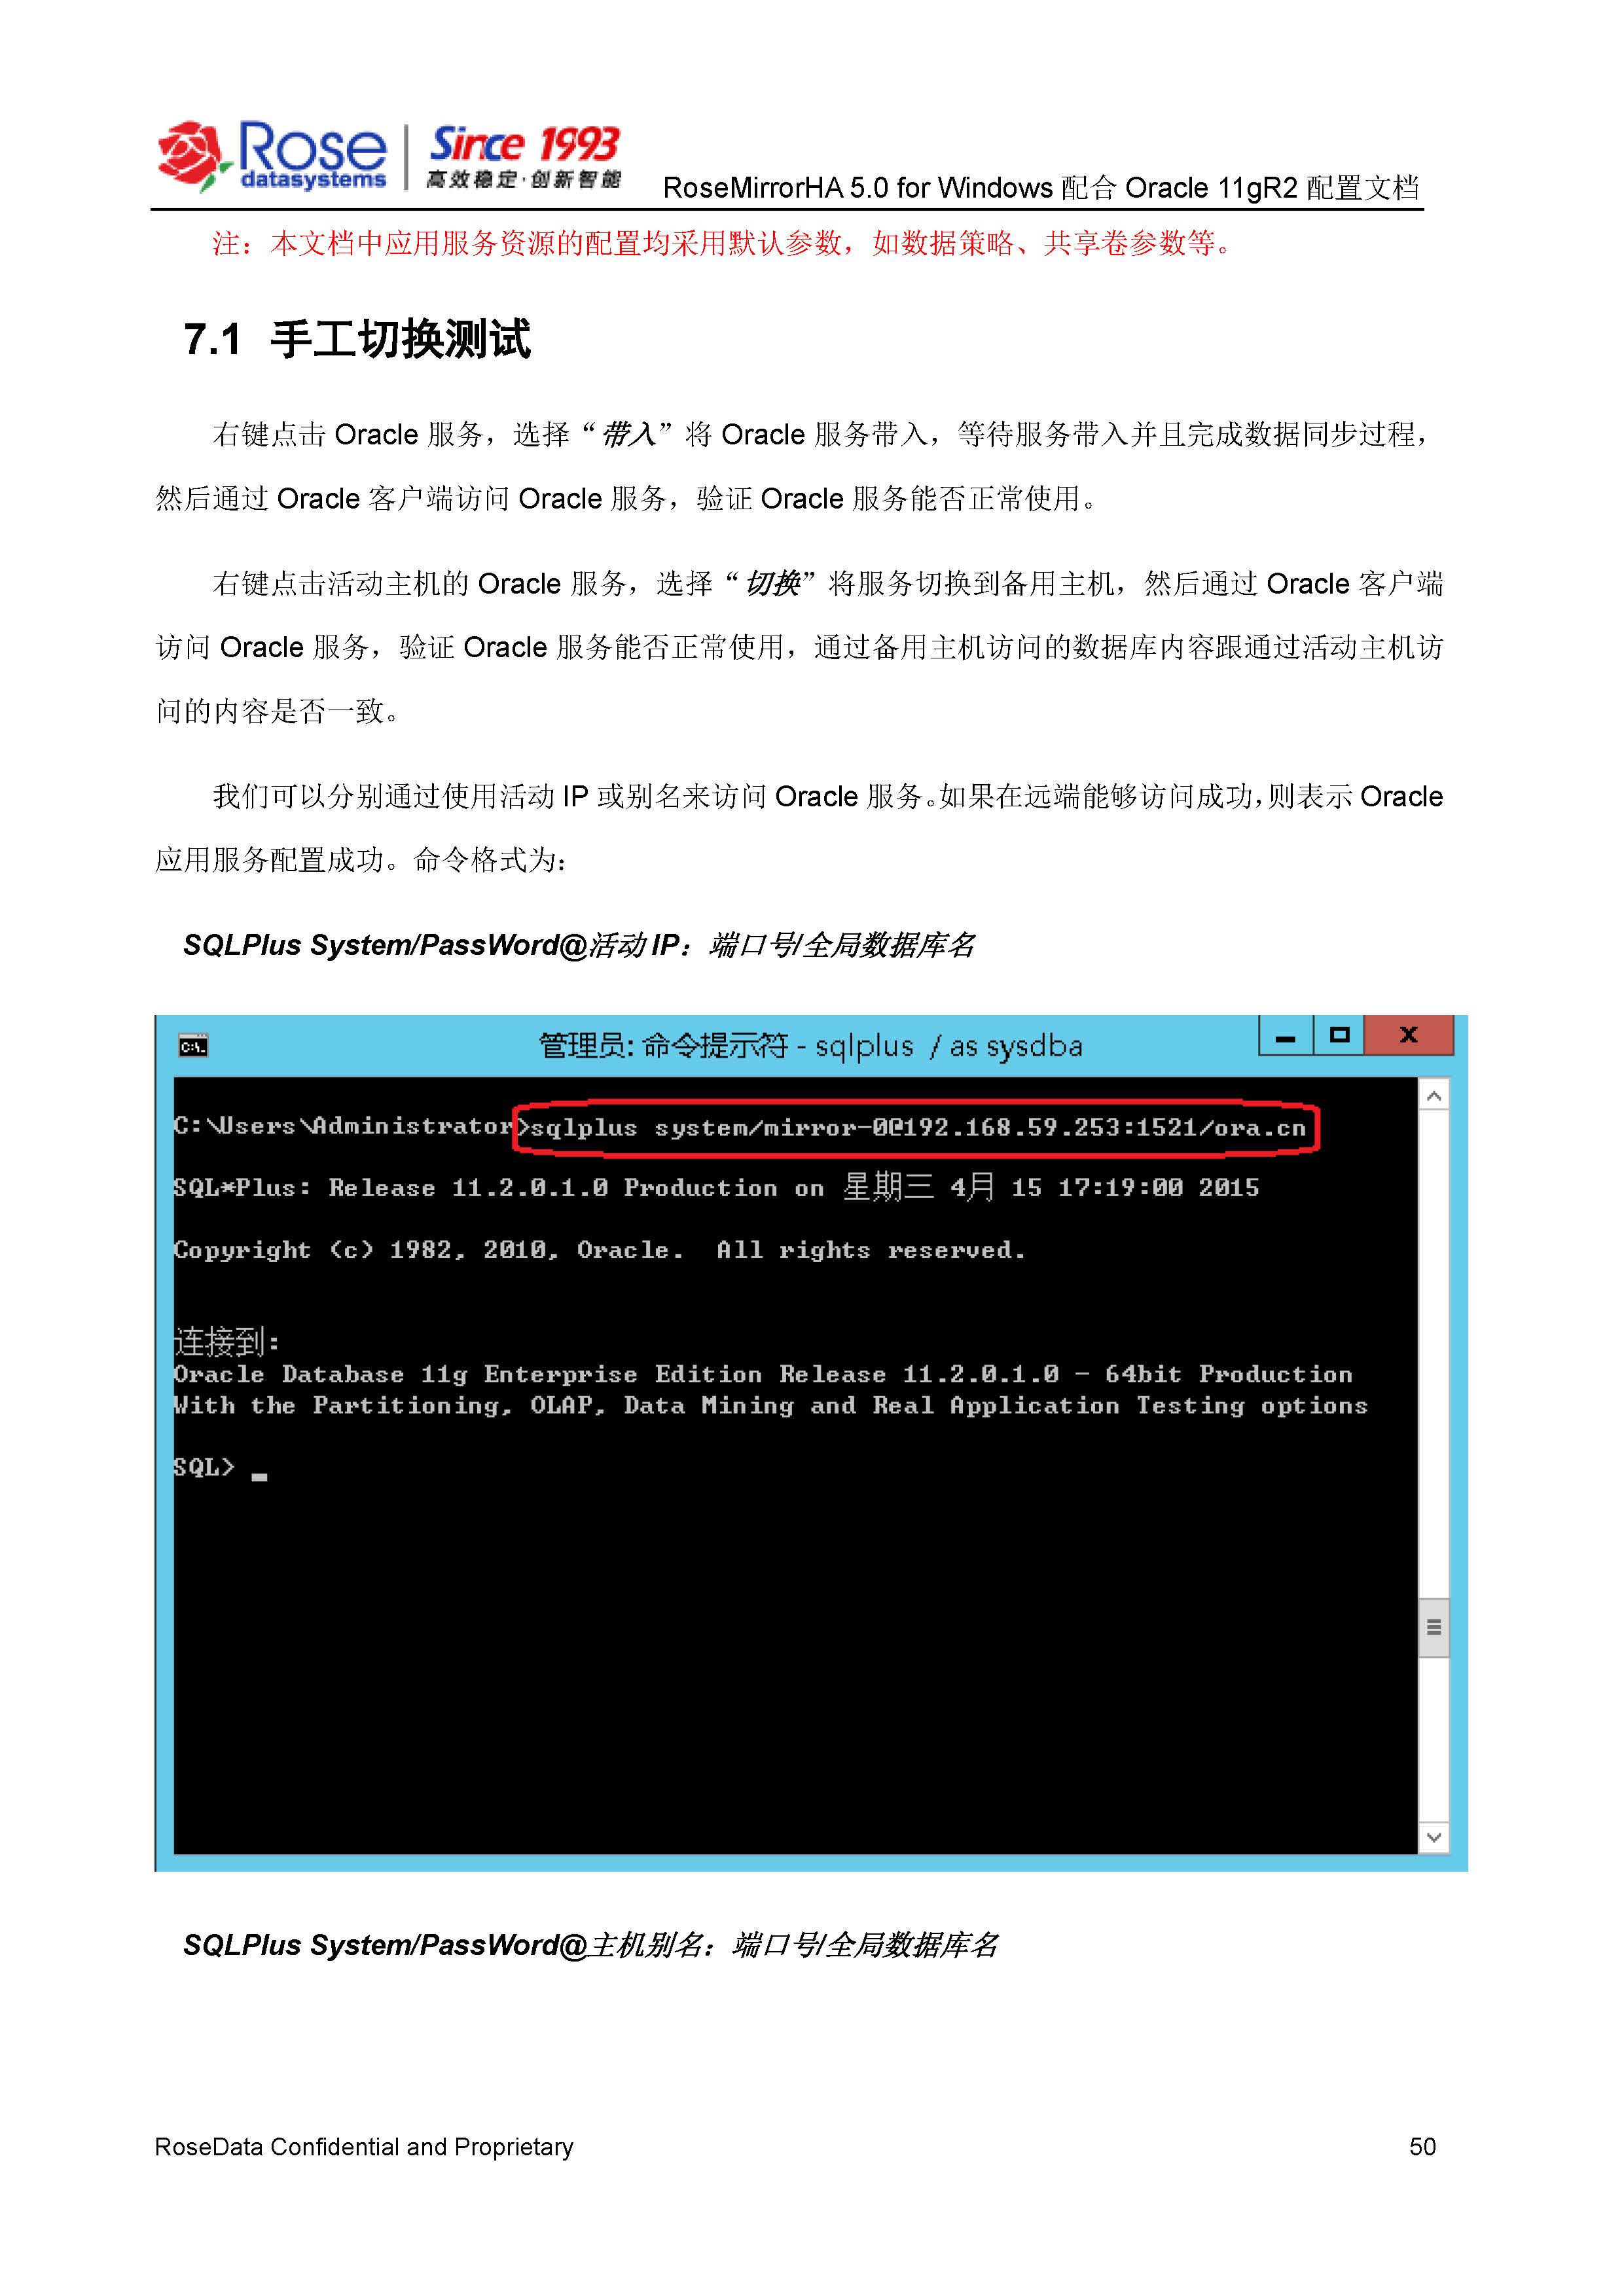 Rose
datasystems
Since 1993
高效稳定·创新智能
RoseMirrorHA 5.0 for Windows 配合 Oracle 11gR2 配置文档
注：本文档中应用服务资源的配置均采用默认参数，如数据策略、共享卷参数等。
7.1 手工切换测试
右键点击 Oracle 服务，选择“带入”将 Oracle 服务带入，等待服务带入并且完成数据同步过程，
然后通过 Oracle 客户端访问 Oracle 服务，验证 Oracle 服务能否正常使用。
右键点击活动主机的 Oracle 服务，选择“切换”将服务切换到备用主机，然后通过 Oracle 客户端
访问 Oracle 服务，验证 Oracle 服务能否正常使用，通过备用主机访问的数据库内容跟通过活动主机访
问的内容是否一致。
我们可以分别通过使用活动 IP 或别名来访问 Oracle 服务。如果在远端能够访问成功，则表示 Oracle
应用服务配置成功。命令格式为：
SQLPlus System/PassWord@活动 IP：端口号/全局数据库名
管理员: 命令提示符 - sqlplus  / as sysdba
C:\Users\Administrator>sqlplus system/mirror-0@192.168.59.253:1521/ora.cn
SQL*Plus: Release 11.2.0.1.0 Production on 星期三 4月 15 17:19:00 2015
Copyright (c) 1982, 2010, Oracle.  All rights reserved.
连接到:
Oracle Database 11g Enterprise Edition Release 11.2.0.1.0 - 64bit Production
With the Partitioning, OLAP, Data Mining and Real Application Testing options
SQL> _
SQLPlus System/PassWord@主机别名：端口号/全局数据库名
RoseData Confidential and Proprietary
50